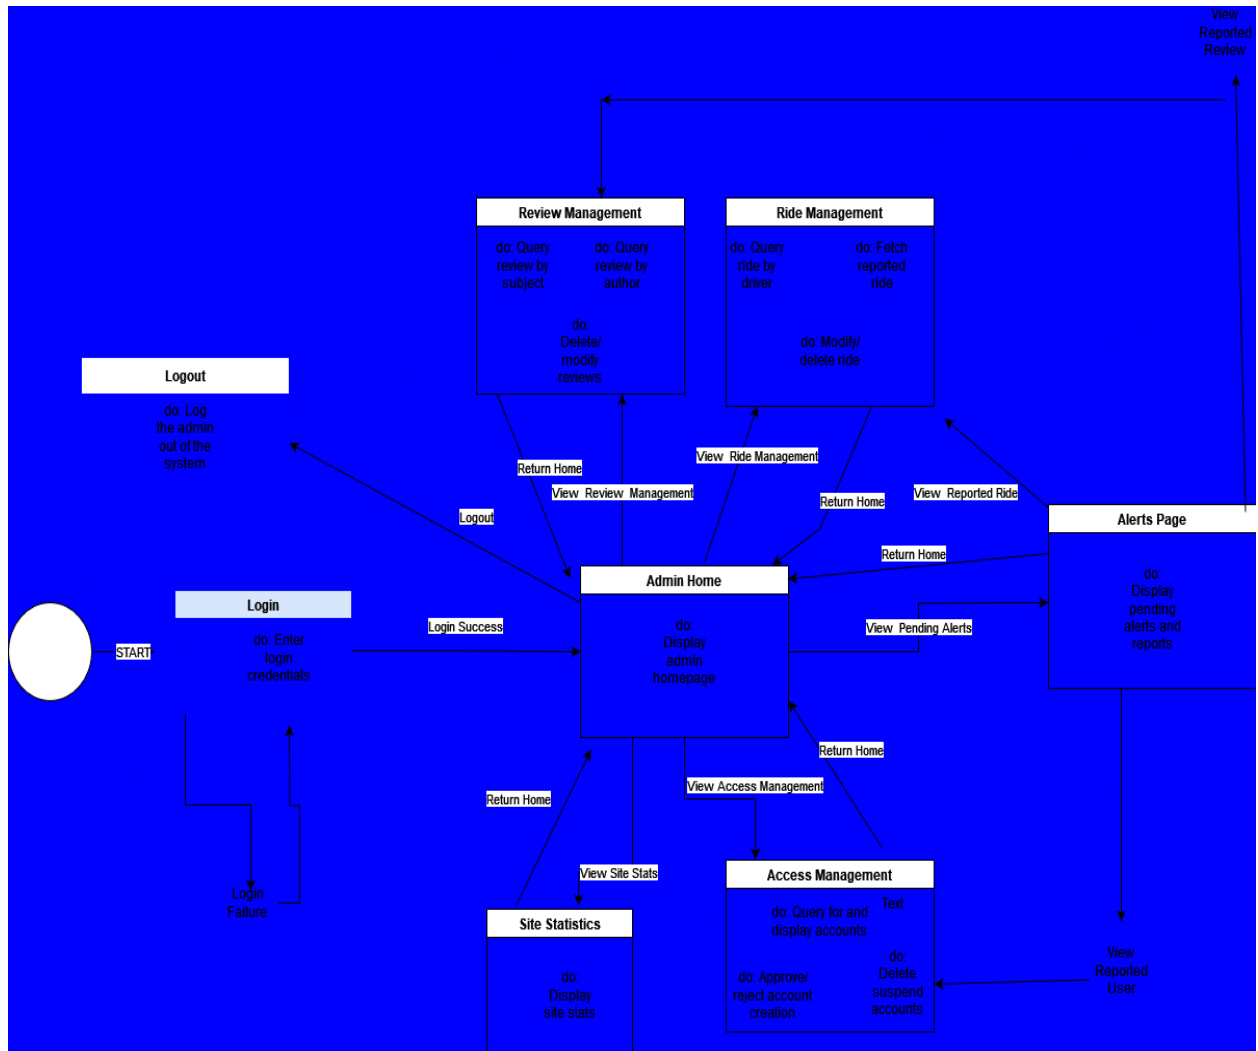 View
Reported
Review
Review Management
do: Query
review by
subject
do: Query
review by
author
do:
Delete/
modify
reviews
Ride Management
do: Query
ride by
driver
do: Fetch
reported
ride
do: Modify/
delete ride
Logout
do: Log
the admin
out of the
system
Return Home
View Review Management
View Ride Management
Return Home
View Reported Ride
Logout
Alerts Page
do:
Display
pending
alerts and
reports
Return Home
Admin Home
do:
Display
admin
homepage
View Pending Alerts
START
Login
do: Enter
login
credentials
Login Success
Login
Failure
Return Home
View Site Stats
View Access Management
Return Home
Site Statistics
do:
Display
site stats
Access Management
Text
do: Query for and
display accounts
do: Approve/
reject account
creation
do:
Delete
suspend
accounts
View
Reported
User